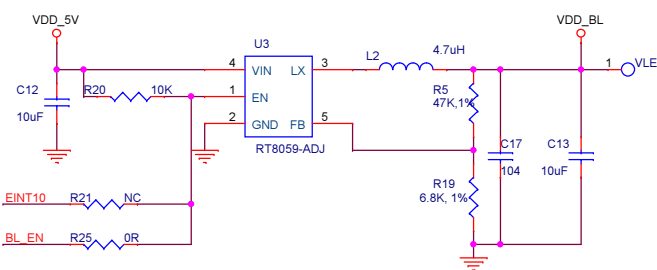 VDD_5V
VDD_BL
U3
L2
4.7uH
4
VIN
LX
3
1
VLE
C12
10uF
R20
10K
1
EN
R5
47K,1%
2
GND
FB
5
RT8059-ADJ
C17
104
C13
10uF
R19
6.8K, 1%
EINT10
R21
NC
BL_EN
R25
0R